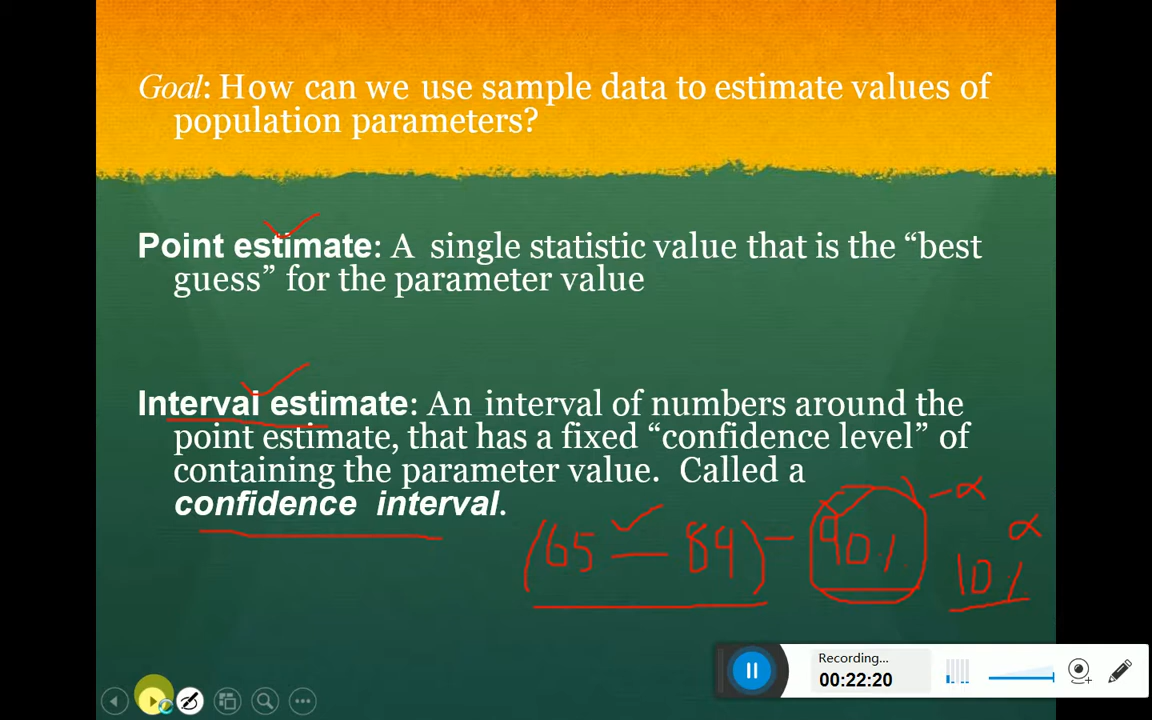 Goal: How can we use sample data to estimate values of
population parameters?
Point estimate: A single statistic value that is the “best
guess” for the parameter value
Interval estimate: An interval of numbers around the
point estimate, that has a fixed “confidence level” of
containing the parameter value. Called a
confidence interval.
(65 — 84) – 90% – α
α
10%
Recording...
00:22:20